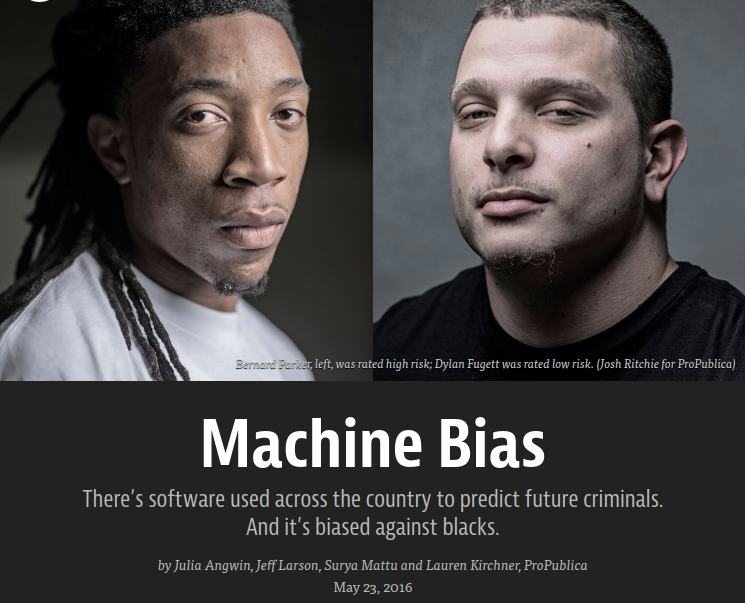 Bernard Parker, left, was rated high risk; Dylan Fugett was rated low risk. (Josh Ritchie for ProPublica)
Machine Bias
There’s software used across the country to predict future criminals.
And it’s biased against blacks.
by Julia Angwin, Jeff Larson, Surya Mattu and Lauren Kirchner, ProPublica
May 23, 2016